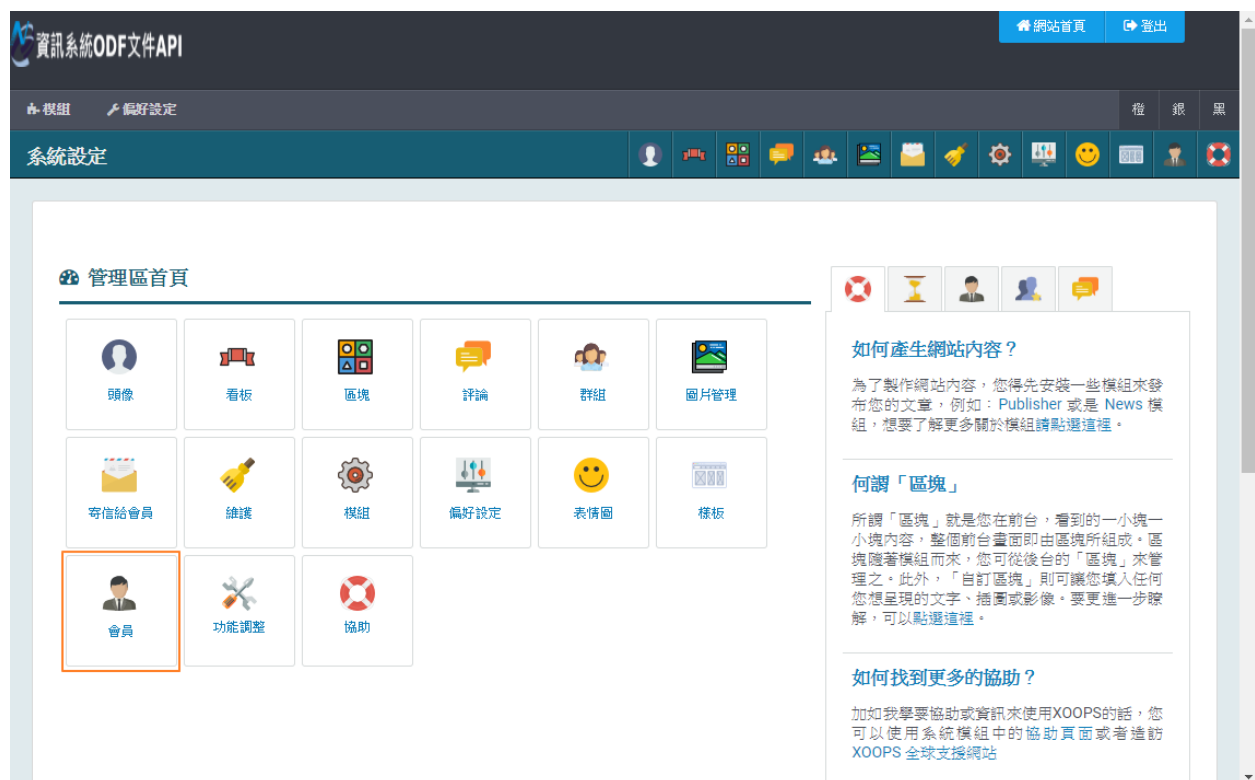 資訊系統ODF文件API
網站首頁
登出
模組
偏好設定
橙
銀
黑
系統設定
管理區首頁
頭像
看板
區塊
評論
群組
圖片管理
寄信給會員
維護
模組
偏好設定
表情圖
樣板
會員
功能調整
協助
如何產生網站內容？
為了製作網站內容，您得先安裝一些模組來發
布您的文章，例如：Publisher 或是 News 模
組，想要了解更多關於模組請點選這裡。
何謂「區塊」
所謂「區塊」就是您在前台，看到的一小塊一
小塊內容，整個前台畫面即由區塊所組成。區
塊隨著模組而來，您可從後台的「區塊」來管
理之。此外，「自訂區塊」則可讓您填入任何
您想呈現的文字、插圖或影像。要更進一步瞭
解，可以點選這裡。
如何找到更多的協助？
加如我學要協助或資訊來使用XOOPS的話，您
可以使用系統模組中的協助頁面或者造訪
XOOPS 全球支援網站